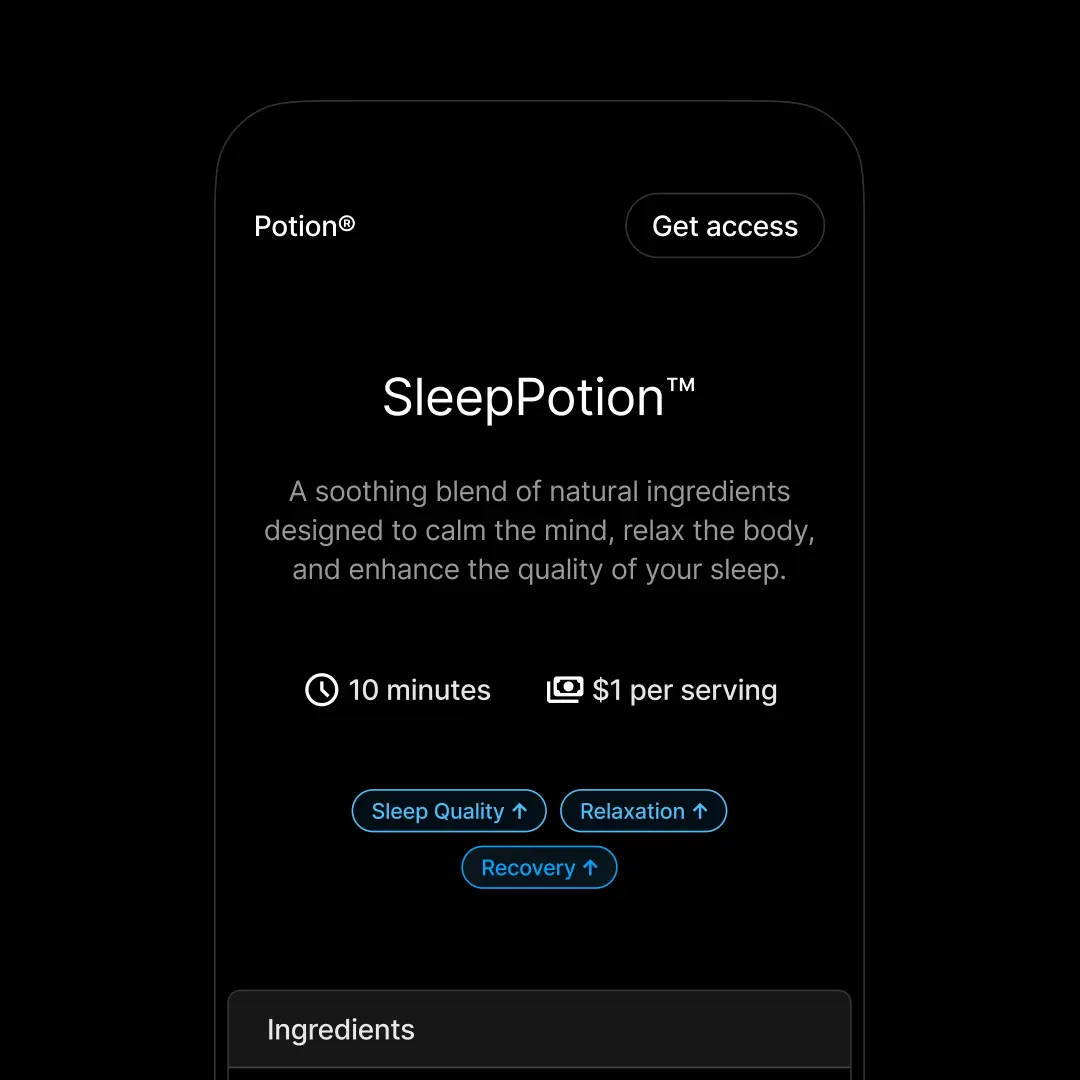 Potion®
Get access
SleepPotion™
A soothing blend of natural ingredients
designed to calm the mind, relax the body,
and enhance the quality of your sleep.
10 minutes
$1 per serving
Sleep Quality ↑
Relaxation ↑
Recovery ↑
Ingredients